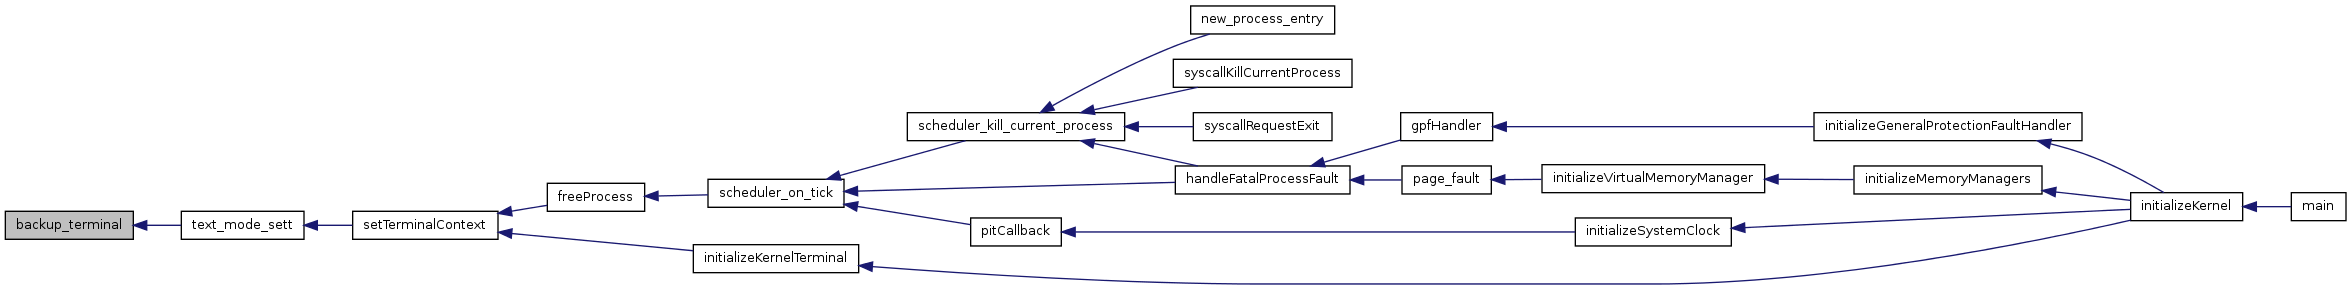 new_process_entry
syscallKillCurrentProcess
scheduler_kill_current_process
syscallRequestExit
gpfHandler
initializeGeneralProtectionFaultHandler
handleFatalProcessFault
page_fault
initializeVirtualMemoryManager
initializeMemoryManagers
freeProcess
scheduler_on_tick
initializeKernel
main
backup_terminal
text_mode_sett
setTerminalContext
pitCallback
initializeSystemClock
initializeKernelTerminal